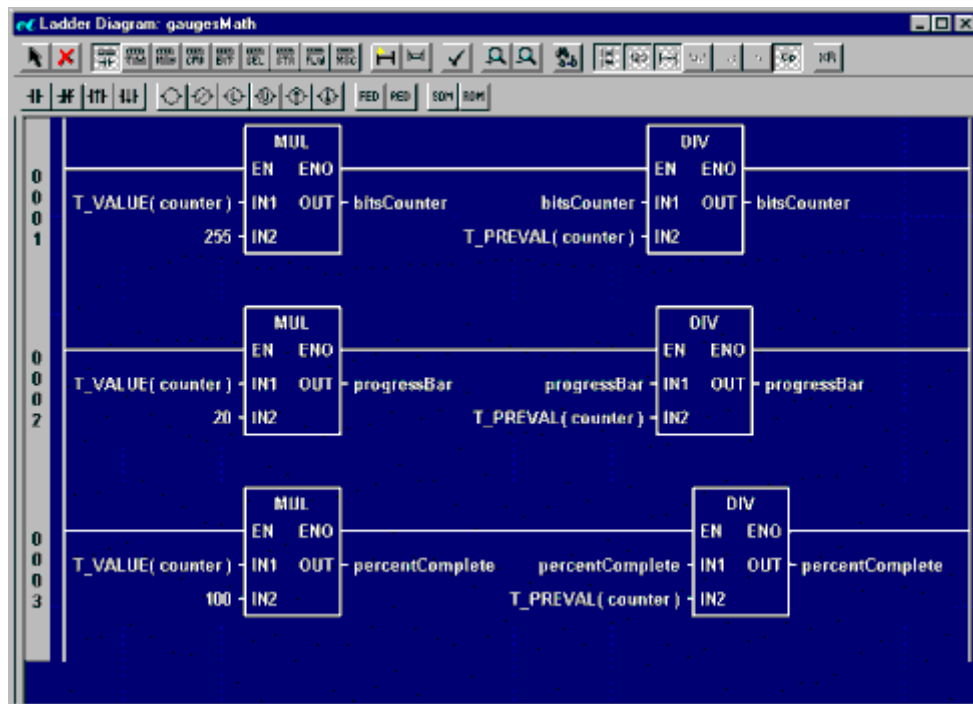 Ladder Diagram: gaugesMath
XR
RED RED SDM RDM
MUL DIV
EN ENO EN ENO
T_VALUE( counter ) IN1 OUT bitsCounter bitsCounter IN1 OUT bitsCounter
255 IN2 T_PREVAL( counter ) IN2
0001
MUL DIV
EN ENO EN ENO
T_VALUE( counter ) IN1 OUT progressBar progressBar IN1 OUT progressBar
20 IN2 T_PREVAL( counter ) IN2
0002
MUL DIV
EN ENO EN ENO
T_VALUE( counter ) IN1 OUT percentComplete percentComplete IN1 OUT percentComplete
100 IN2 T_PREVAL( counter ) IN2
0003